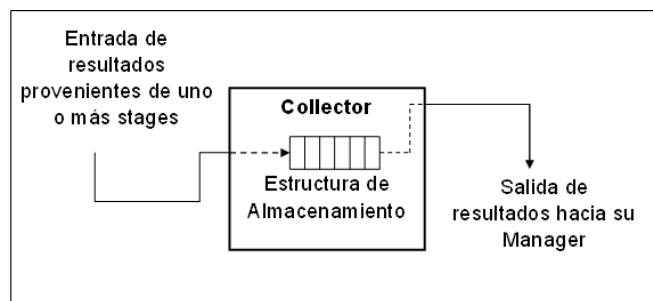 Entrada de
resultados
provenientes de uno
o más stages
Collector
Estructura de
Almacenamiento
Salida de
resultados hacia su
Manager